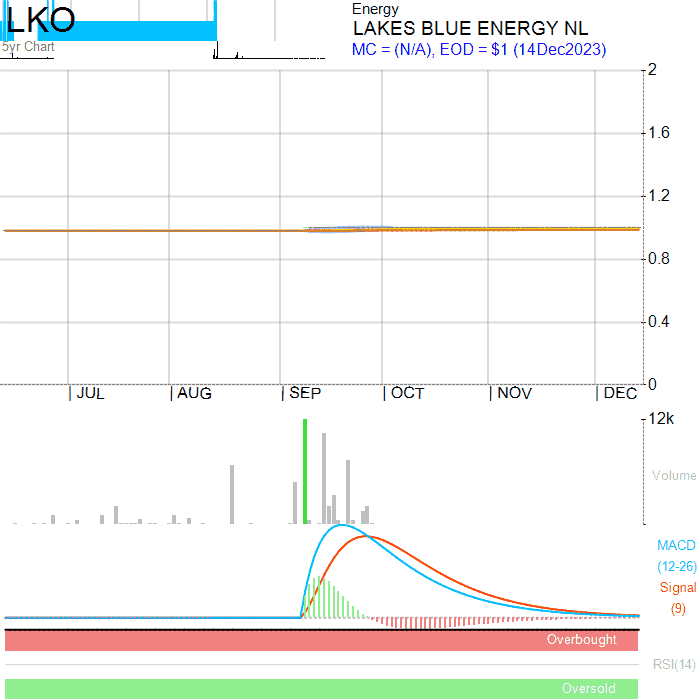 LKO
5yr Chart
Energy
LAKES BLUE ENERGY NL
MC = (N/A), EOD = $1 (14Dec2023)
2
1.6
1.2
0.8
0.4
0
JUL AUG SEP OCT NOV DEC
12k
Volume
MACD
(12-26)
Signal
(9)
Overbought
RSI(14)
Oversold